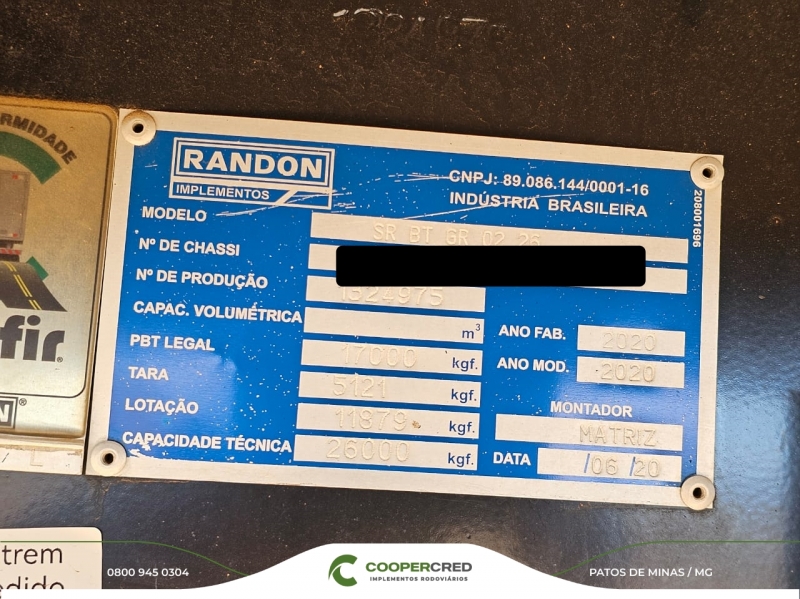 RMIDADE
fir®
RANDON
IMPLEMENTOS
CNPJ: 89.086.144/0001-16
INDÚSTRIA BRASILEIRA
208001696
MODELO SR BT GR 02 26
Nº DE CHASSI
Nº DE PRODUÇÃO 1324975
CAPAC. VOLUMÉTRICA m³
PBT LEGAL 17000 kgf.
TARA 5121 kgf.
LOTAÇÃO 11879 kgf.
CAPACIDADE TÉCNICA 26000 kgf.
ANO FAB. 2020
ANO MOD. 2020
MONTADOR
MATRIZ
DATA /06 /20
trem
0800 945 0304
COOPERCRED
IMPLEMENTOS RODOVIÁRIOS
PATOS DE MINAS / MG